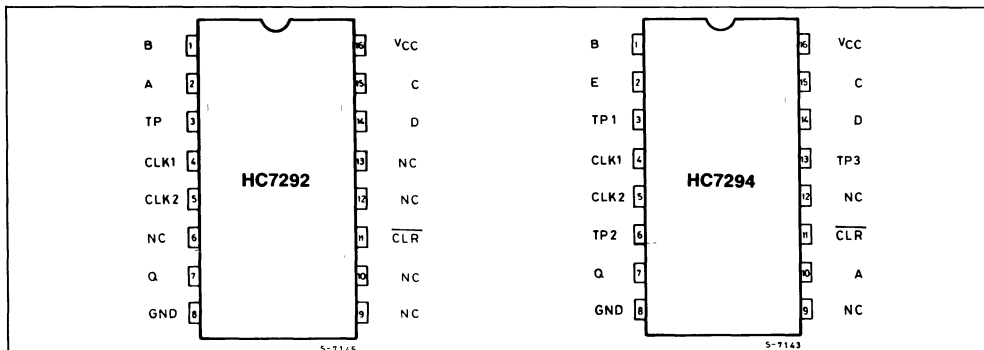 B 1 16 VCC
A 2 15 C
TP 3 14 D
CLK1 4 13 NC
HC7292
CLK2 5 12 NC
NC 6 11 CLR
Q 7 10 NC
GND 8 9 NC
B 1 16 VCC
E 2 15 C
TP1 3 14 D
CLK1 4 13 TP3
HC7294
CLK2 5 12 NC
TP2 6 11 CLR
Q 7 10 A
GND 8 9 NC
S-7143